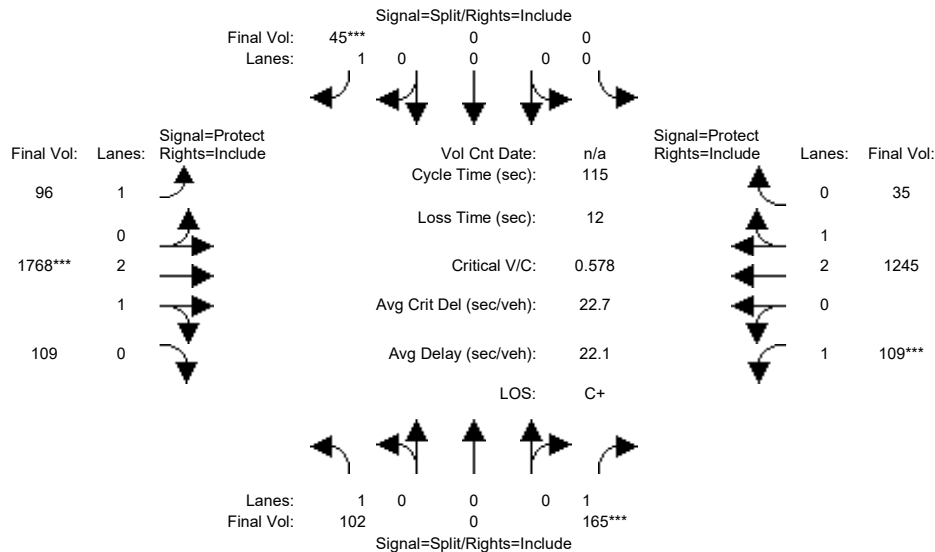 Signal=Split/Rights=Include
Final Vol: 45*** 0 0
Lanes: 1 0 0 0 0
Signal=Protect Signal=Protect
Final Vol: Lanes: Rights=Include Vol Cnt Date: n/a Rights=Include Lanes: Final Vol:
Cycle Time (sec): 115
96 1 0 35
Loss Time (sec): 12
0 1
1768*** 2 Critical V/C: 0.578 2 1245
1 Avg Crit Del (sec/veh): 22.7 0
109 0 Avg Delay (sec/veh): 22.1 1 109***
LOS: C+
Lanes: 1 0 0 0 1
Final Vol: 102 0 165***
Signal=Split/Rights=Include